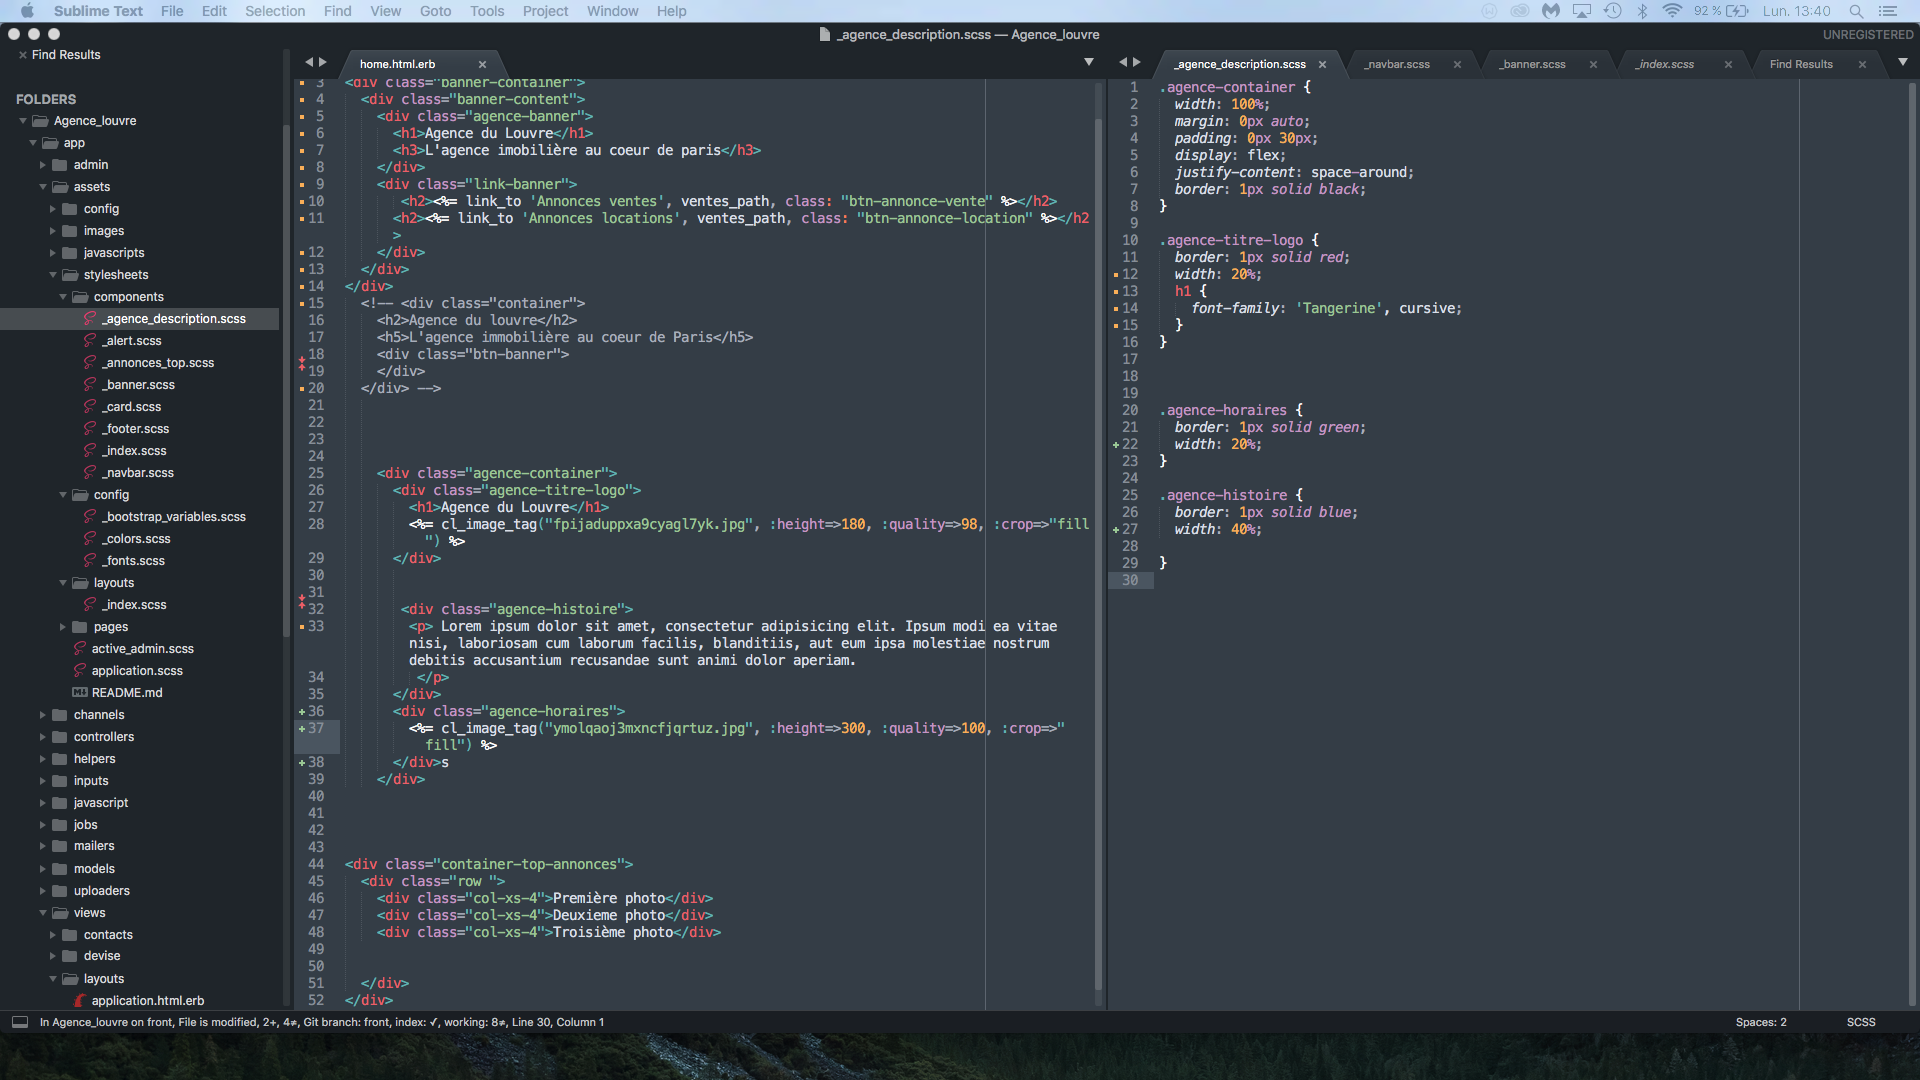 Sublime Text File Edit Selection Find View Goto Tools Project Window Help 92 % Lun. 13:40
_agence_description.scss — Agence_louvre UNREGISTERED
Find Results
FOLDERS
Agence_louvre
app
admin
assets
config
images
javascripts
stylesheets
components
_agence_description.scss
_alert.scss
_annonces_top.scss
_banner.scss
_card.scss
_footer.scss
_index.scss
_navbar.scss
config
_bootstrap_variables.scss
_colors.scss
_fonts.scss
layouts
_index.scss
pages
active_admin.scss
application.scss
README.md
channels
controllers
helpers
inputs
javascript
jobs
mailers
models
uploaders
views
contacts
devise
layouts
application.html.erb
home.html.erb
3 <div class="banner-container">
4 <div class="banner-content">
5 <div class="agence-banner">
6 <h1>Agence du Louvre</h1>
7 <h3>L'agence imobilière au coeur de paris</h3>
8 </div>
9 <div class="link-banner">
10 <h2><%= link_to 'Annonces ventes', ventes_path, class: "btn-annonce-vente" %></h2>
11 <h2><%= link_to 'Annonces locations', ventes_path, class: "btn-annonce-location" %></h2
>
12 </div>
13 </div>
14 </div>
15 <!-- <div class="container">
16 <h2>Agence du louvre</h2>
17 <h5>L'agence immobilière au coeur de Paris</h5>
18 <div class="btn-banner">
19 </div>
20 </div> -->
21
22
23
24
25 <div class="agence-container">
26 <div class="agence-titre-logo">
27 <h1>Agence du Louvre</h1>
28 <%= cl_image_tag("fpijaduppxa9cyagl7yk.jpg", :height=>180, :quality=>98, :crop=>"fill
") %>
29 </div>
30
31
32 <div class="agence-histoire">
33 <p> Lorem ipsum dolor sit amet, consectetur adipisicing elit. Ipsum modi ea vitae
nisi, laboriosam cum laborum facilis, blanditiis, aut eum ipsa molestiae nostrum
debitis accusantium recusandae sunt animi dolor aperiam.
34 </p>
35 </div>
36 <div class="agence-horaires">
37 <%= cl_image_tag("ymolqaoj3mxncfjqrtuz.jpg", :height=>300, :quality=>100, :crop=>"
fill") %>
38 </div>s
39 </div>
40
41
42
43
44 <div class="container-top-annonces">
45 <div class="row ">
46 <div class="col-xs-4">Première photo</div>
47 <div class="col-xs-4">Deuxieme photo</div>
48 <div class="col-xs-4">Troisième photo</div>
49
50
51 </div>
52 </div>
_agence_description.scss _navbar.scss _banner.scss _index.scss Find Results
1 .agence-container {
2 width: 100%;
3 margin: 0px auto;
4 padding: 0px 30px;
5 display: flex;
6 justify-content: space-around;
7 border: 1px solid black;
8 }
9
10 .agence-titre-logo {
11 border: 1px solid red;
12 width: 20%;
13 h1 {
14 font-family: 'Tangerine', cursive;
15 }
16 }
17
18
19
20 .agence-horaires {
21 border: 1px solid green;
22 width: 20%;
23 }
24
25 .agence-histoire {
26 border: 1px solid blue;
27 width: 40%;
28
29 }
30
In Agence_louvre on front, File is modified, 2+, 4≠, Git branch: front, index: ✓, working: 8≠, Line 30, Column 1 Spaces: 2 SCSS